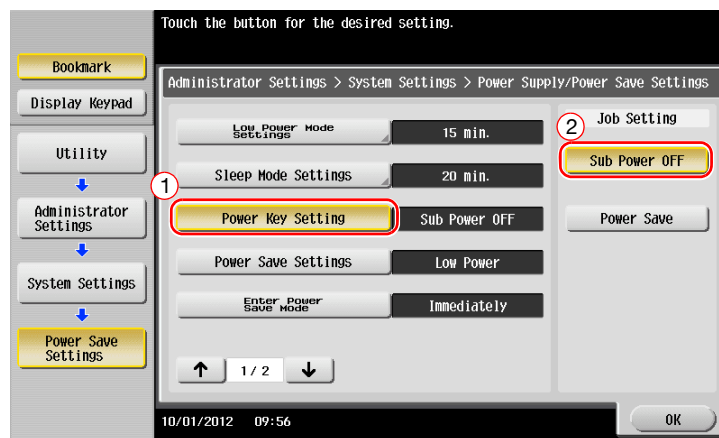 Touch the button for the desired setting.
Bookmark
Display Keypad
Utility
Administrator
Settings
System Settings
Power Save
Settings
Administrator Settings > System Settings > Power Supply/Power Save Settings
Low Power Mode
Settings
15 min.
Sleep Mode Settings
20 min.
1
Power Key Setting
Sub Power OFF
Power Save Settings
Low Power
Enter Power
Save Mode
Immediately
↑ 1/ 2 ↓
Job Setting
2
Sub Power OFF
Power Save
10/01/2012 09:56
OK